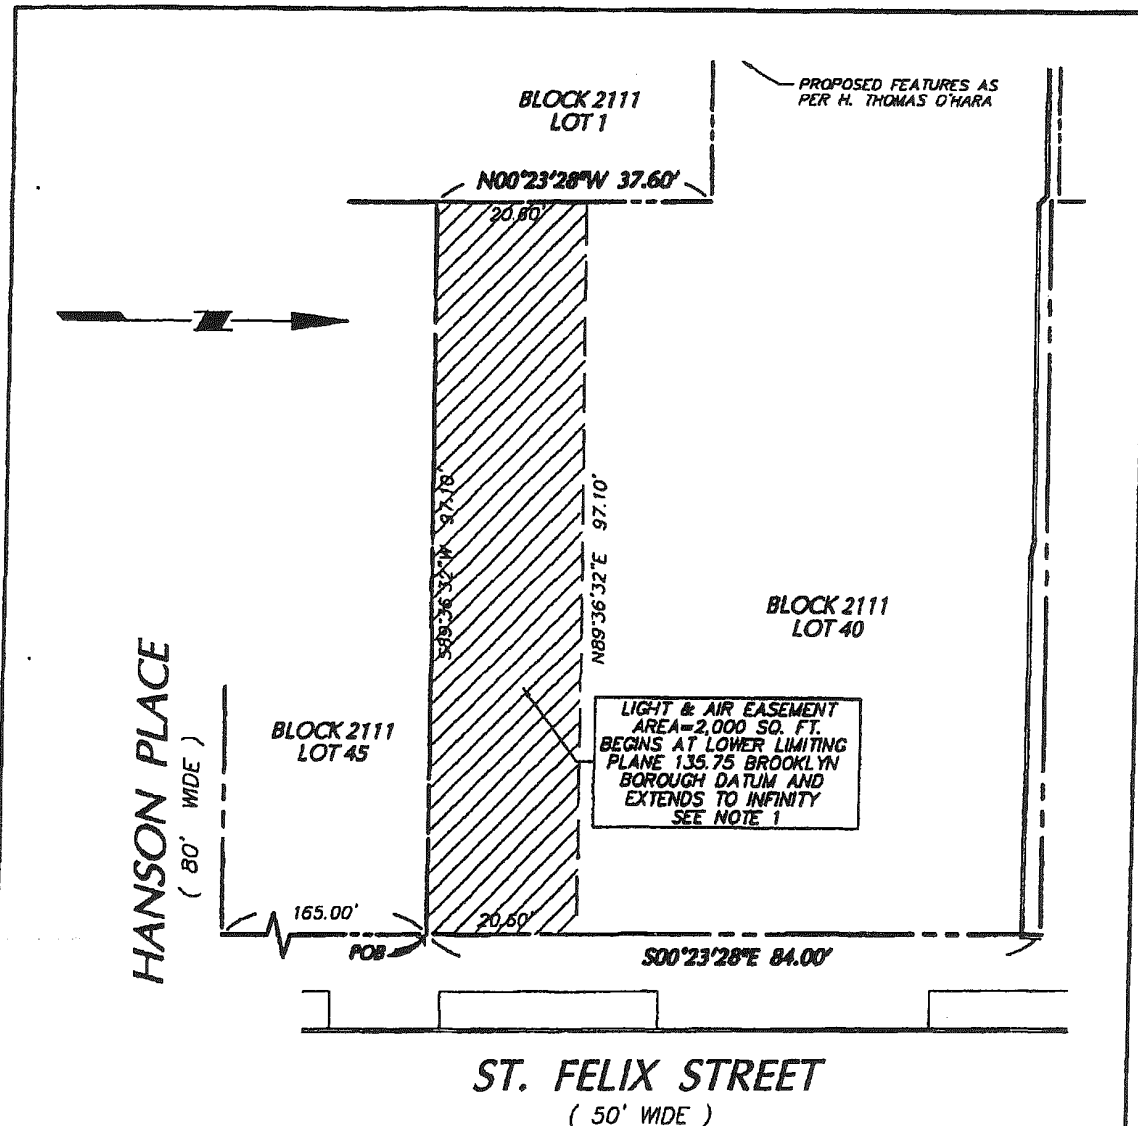 PROPOSED FEATURES AS
PER H. THOMAS O'HARA
BLOCK 2111
LOT 1
N00°23'28"W 37.60'
20.60'
S89°36'32"W 97.10'
N89°36'32"E 97.10'
BLOCK 2111
LOT 40
LIGHT & AIR EASEMENT
AREA=2,000 SQ. FT.
BEGINS AT LOWER LIMITING
PLANE 135.75 BROOKLYN
BOROUGH DATUM AND
EXTENDS TO INFINITY
SEE NOTE 1
BLOCK 2111
LOT 45
HANSON PLACE
( 80' WIDE )
165.00'
20.60'
POB
S00°23'28"E 84.00'
ST. FELIX STREET
( 50' WIDE )